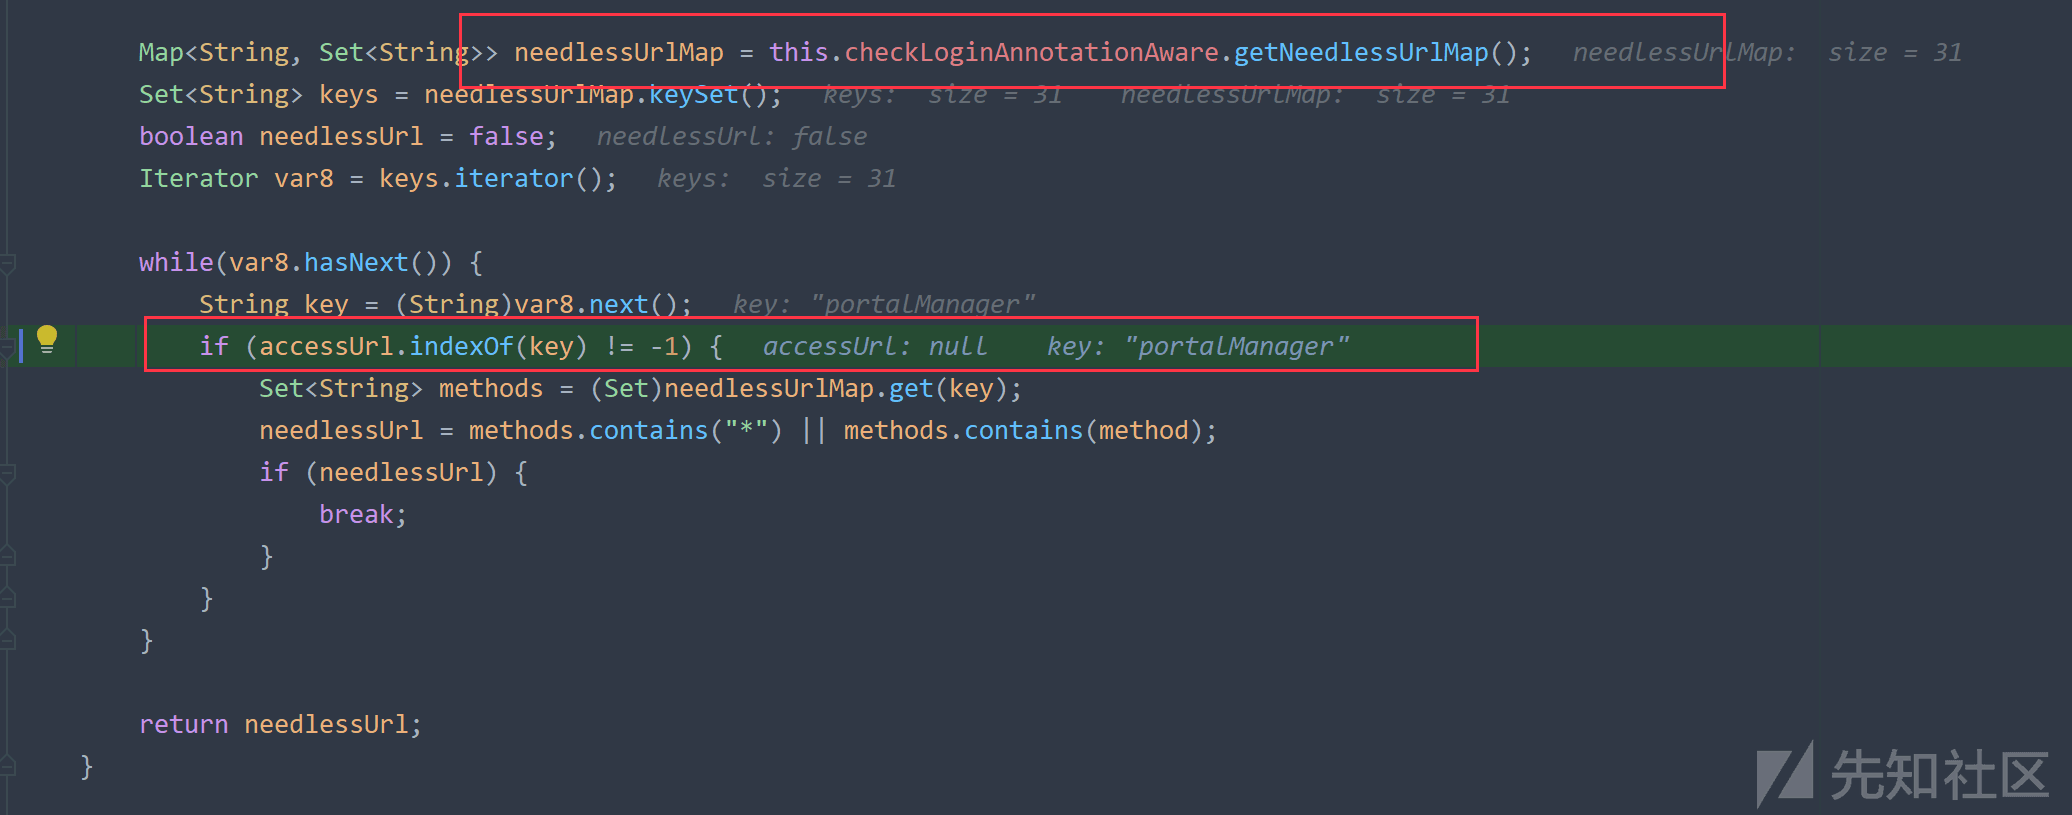 Map<String, Set<String>> needlessUrlMap = this.checkLoginAnnotationAware.getNeedlessUrlMap();   needlessUrlMap:  size = 31
Set<String> keys = needlessUrlMap.keySet();   keys:  size = 31    needlessUrlMap:  size = 31
boolean needlessUrl = false;   needlessUrl: false
Iterator var8 = keys.iterator();   keys:  size = 31
while(var8.hasNext()) {
String key = (String)var8.next();   key: "portalManager"
if (accessUrl.indexOf(key) != -1) {   accessUrl: null    key: "portalManager"
Set<String> methods = (Set)needlessUrlMap.get(key);
needlessUrl = methods.contains("*") || methods.contains(method);
if (needlessUrl) {
break;
}
}
}
return needlessUrl;
}
先知社区